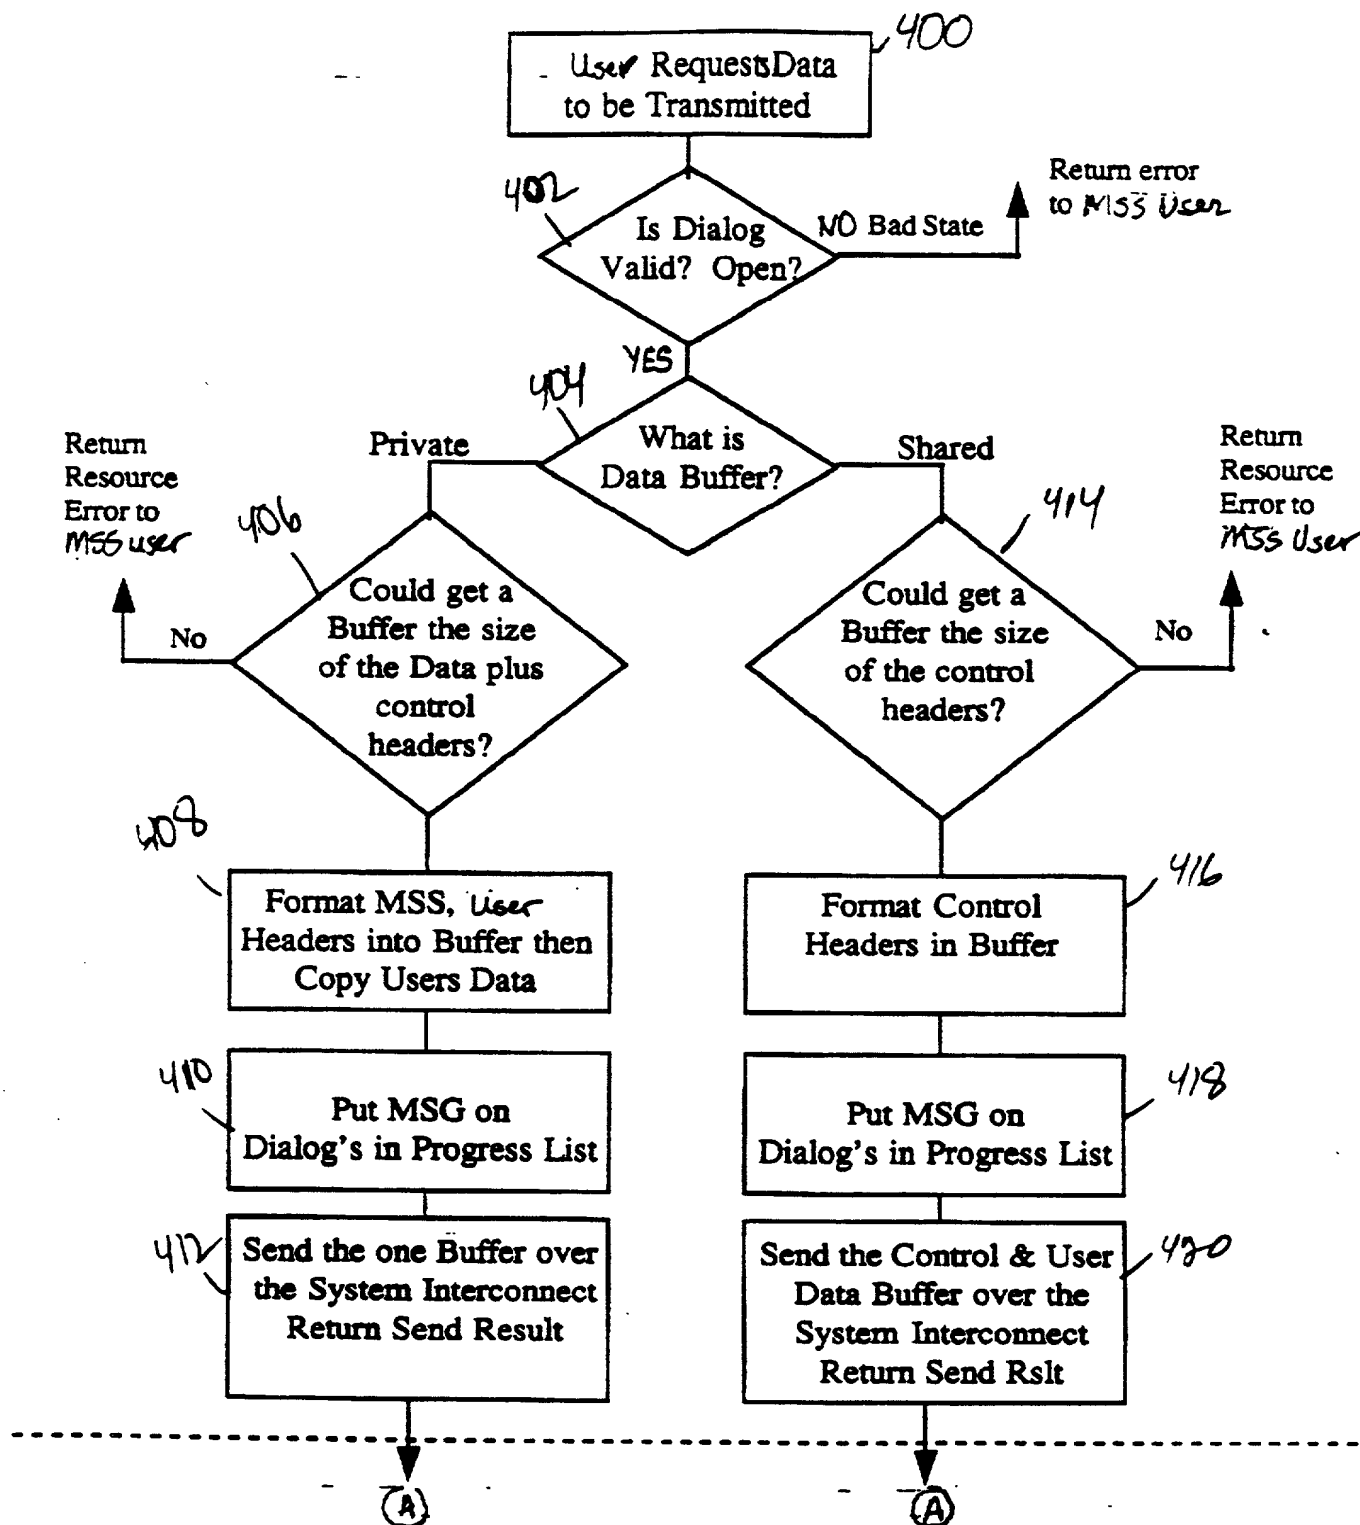 400
User RequestsData
to be Transmitted
402
Is Dialog
Valid? Open?
NO Bad State
Return error
to MSS User
YES
404
What is
Data Buffer?
Private
Shared
Return
Resource
Error to
MSS user
406
No
Could get a
Buffer the size
of the Data plus
control
headers?
414
Could get a
Buffer the size
of the control
headers?
No
Return
Resource
Error to
MSS User
408
Format MSS, User
Headers into Buffer then
Copy Users Data
416
Format Control
Headers in Buffer
410
Put MSG on
Dialog's in Progress List
418
Put MSG on
Dialog's in Progress List
412
Send the one Buffer over
the System Interconnect
Return Send Result
420
Send the Control & User
Data Buffer over the
System Interconnect
Return Send Rslt
A
A